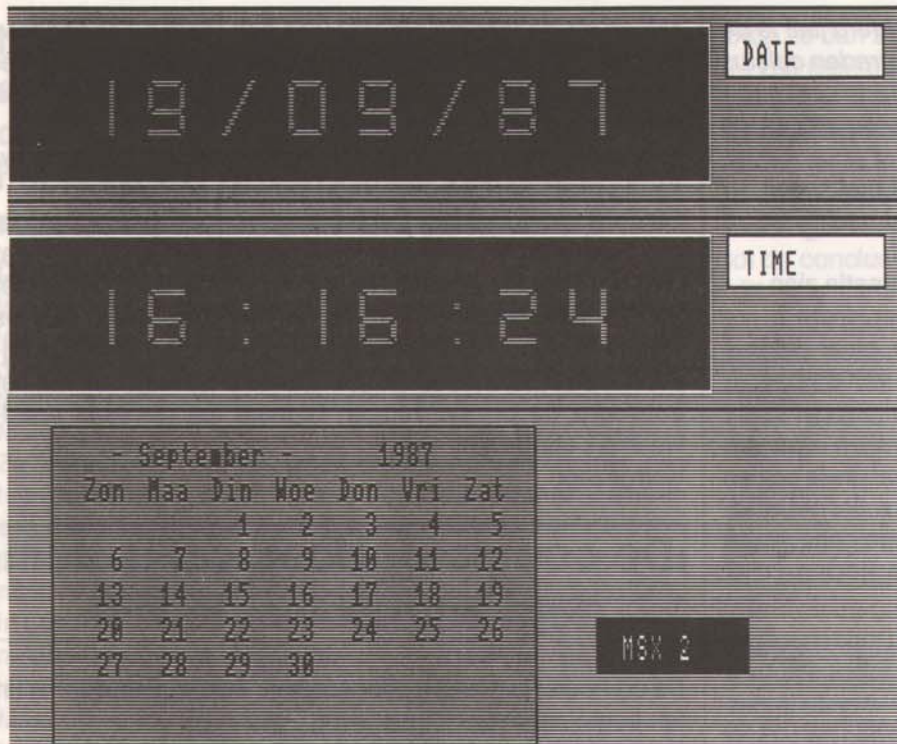 19/09/87
DATE
16:16:24
TIME
- September - 1987
Zon Maa Din Woe Don Vri Zat
1 2 3 4 5
6 7 8 9 10 11 12
13 14 15 16 17 18 19
20 21 22 23 24 25 26
27 28 29 30
MSX 2